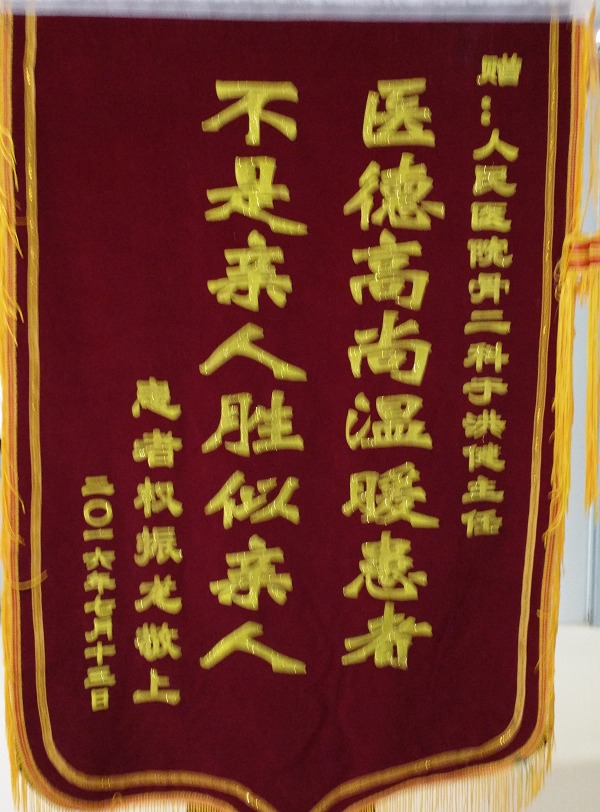 赠：人民医院骨二科于洪健主任
医德高尚温暖患者
不是亲人胜似亲人
患者权振龙敬上
二〇一六年七月十三日